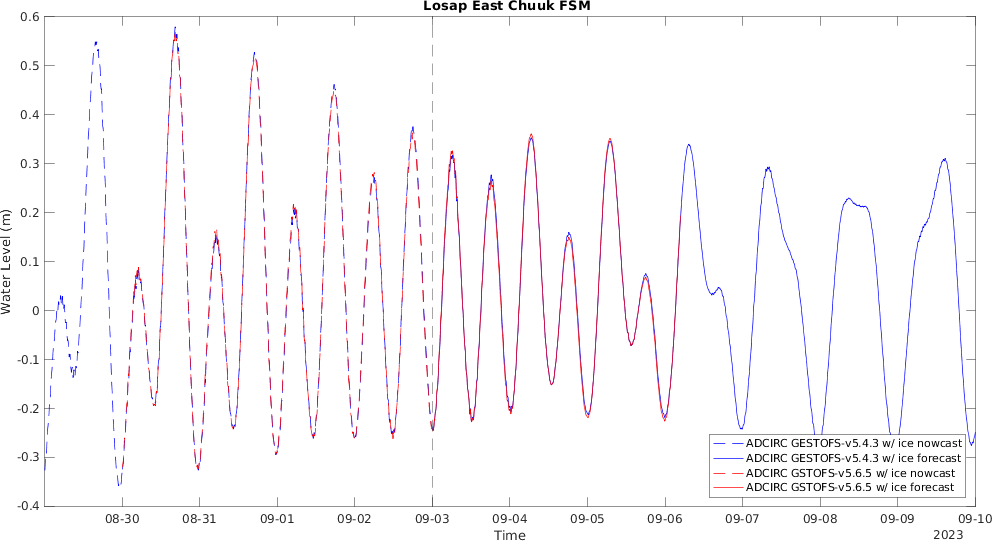 Losap East Chuuk FSM
Water Level (m)
0.6
0.5
0.4
0.3
0.2
0.1
0
-0.1
-0.2
-0.3
-0.4
ADCIRC GESTOFS-v5.4.3 w/ ice nowcast
ADCIRC GESTOFS-v5.4.3 w/ ice forecast
ADCIRC GSTOFS-v5.6.5 w/ ice nowcast
ADCIRC GSTOFS-v5.6.5 w/ ice forecast
08-30 08-31 09-01 09-02 09-03 09-04 09-05 09-06 09-07 09-08 09-09 09-10
Time
2023